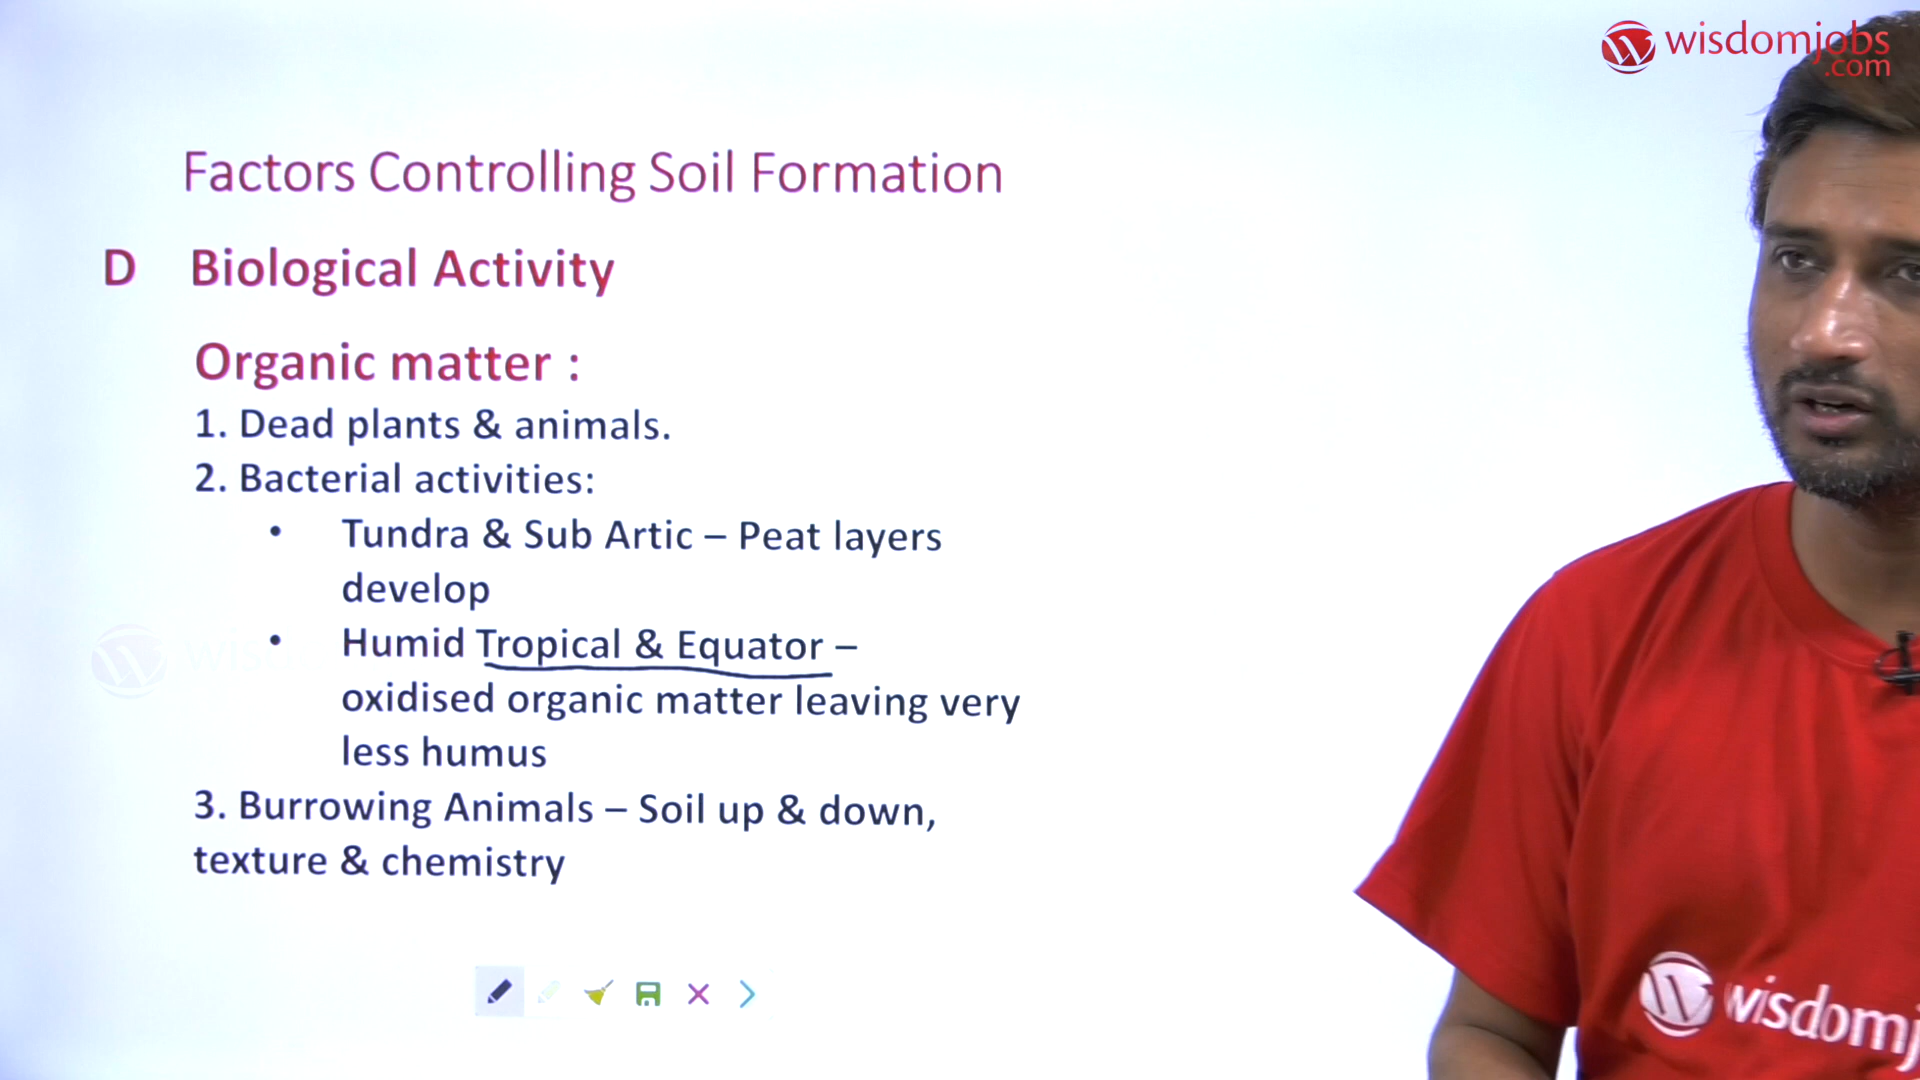 wisdomjobs
.com
Factors Controlling Soil Formation
D Biological Activity
Organic matter :
1. Dead plants & animals.
2. Bacterial activities:
• Tundra & Sub Artic – Peat layers
develop
• Humid Tropical & Equator –
oxidised organic matter leaving very
less humus
3. Burrowing Animals – Soil up & down,
texture & chemistry
wisdomj